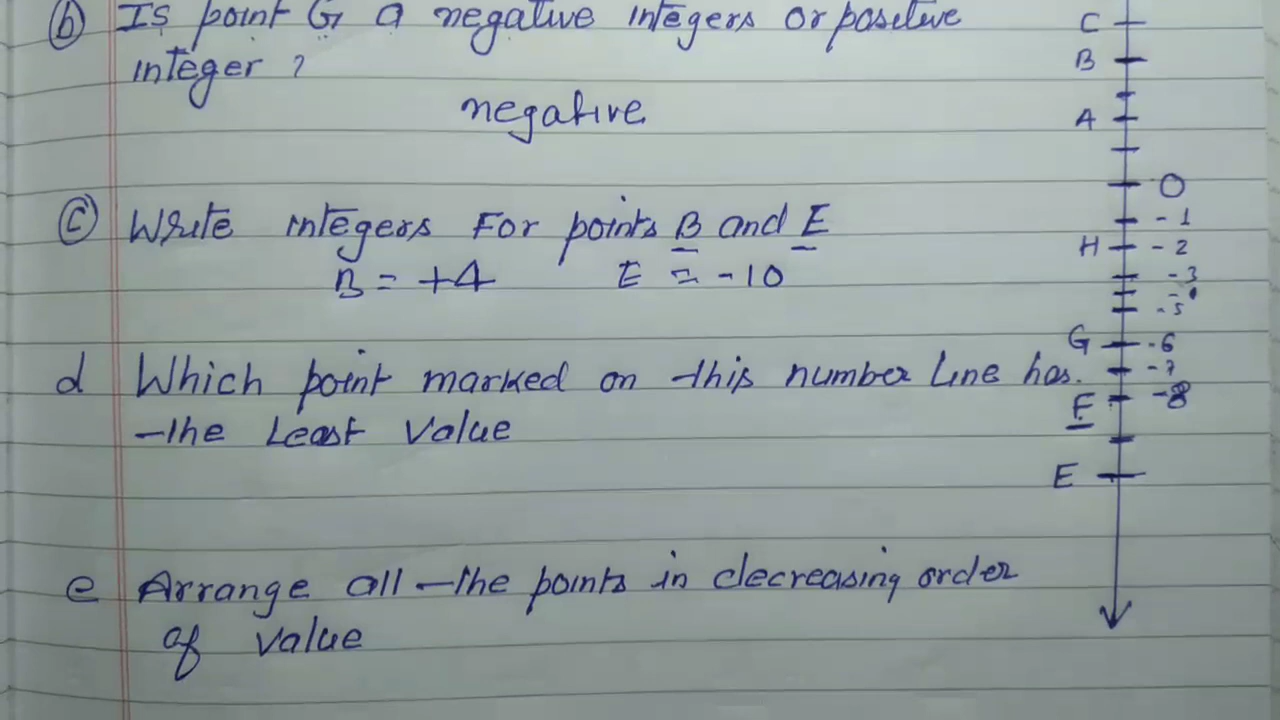 (b) Is point G a negative integers or positive
integer ?
negative
(c) Write integers For points B and E
B = +4 E = -10
d Which point marked on this number line has.
the Least Value
e Arrange all the points in decreasing order
of value
C
B
A
0
-1
H -2
-3
-5
G -6
-7
F -8
E